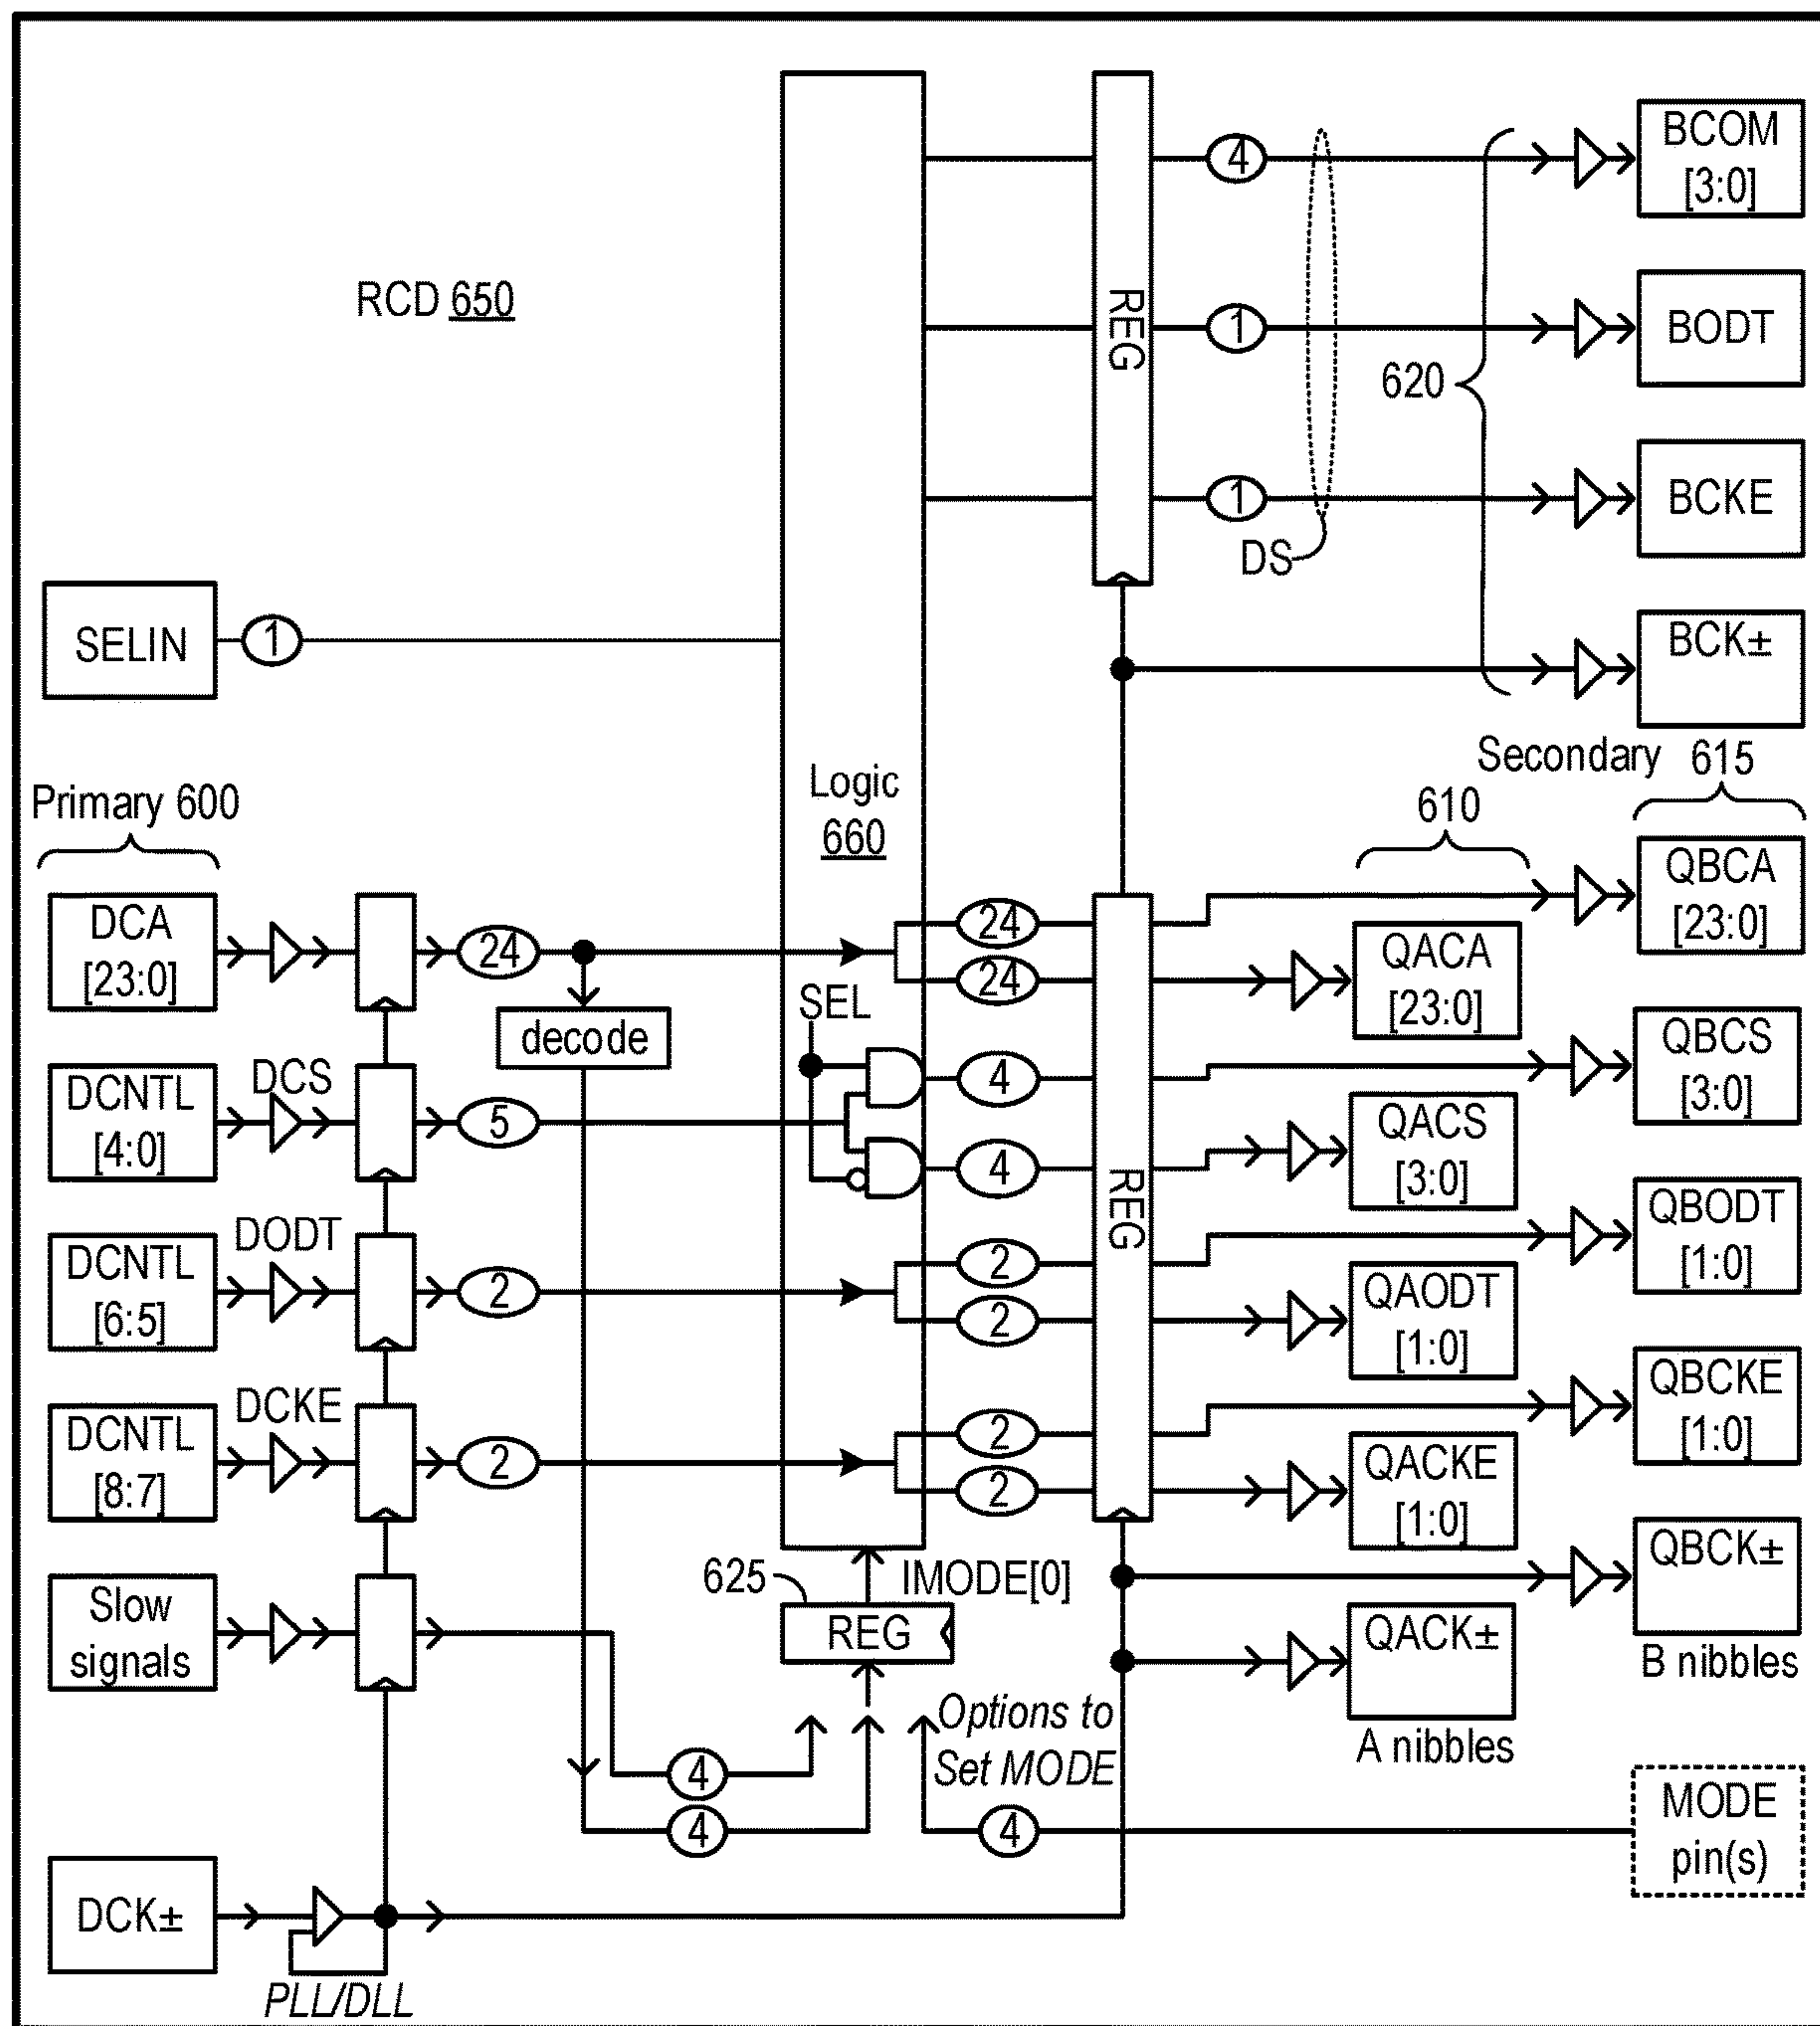 BCOM
[3:0]
4
RCD 650
REG
1
BODT
620
1
BCKE
DS
SELIN
1
BCK±
Secondary 615
Logic
660
Primary 600
610
DCA
[23:0]
24
24
24
QBCA
[23:0]
QACA
[23:0]
SEL
decode
DCNTL
[4:0]
DCS
5
4
4
QBCS
[3:0]
QACS
[3:0]
REG
DCNTL
[6:5]
DODT
2
2
2
QBODT
[1:0]
QAODT
[1:0]
DCNTL
[8:7]
DCKE
2
2
2
QBCKE
[1:0]
QACKE
[1:0]
Slow
signals
625
IMODE[0]
REG
QBCK±
B nibbles
QACK±
A nibbles
Options to
Set MODE
4
4
4
MODE
pin(s)
DCK±
PLL/DLL